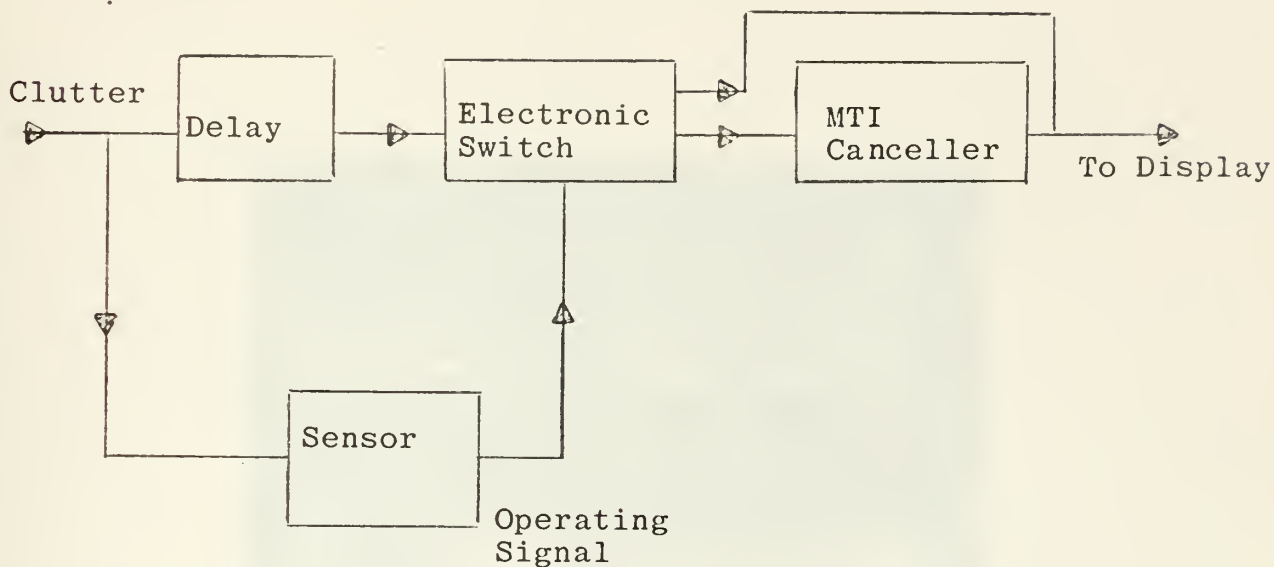 Clutter
Delay
Electronic
Switch
MTI
Canceller
To Display
Sensor
Operating
Signal